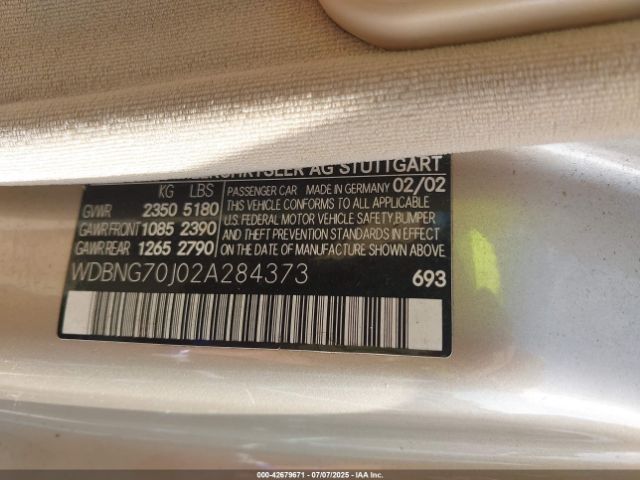 CHRYSLER AG STUTTGART
KG LBS
GVWR 2350 5180
GAWR FRONT 1085 2390
GAWR REAR 1265 2790
PASSENGER CAR MADE IN GERMANY 02/02
THIS VEHICLE CONFORMS TO ALL APPLICABLE
U.S. FEDERAL MOTOR VEHICLE SAFETY, BUMPER
AND THEFT PREVENTION STANDARDS IN EFFECT
ON THE DATE OF MANUFACTURE SHOWN ABOVE.
WDBNG70J02A284373
693
000-42679671 - 07/07/2025 - IAA, Inc.